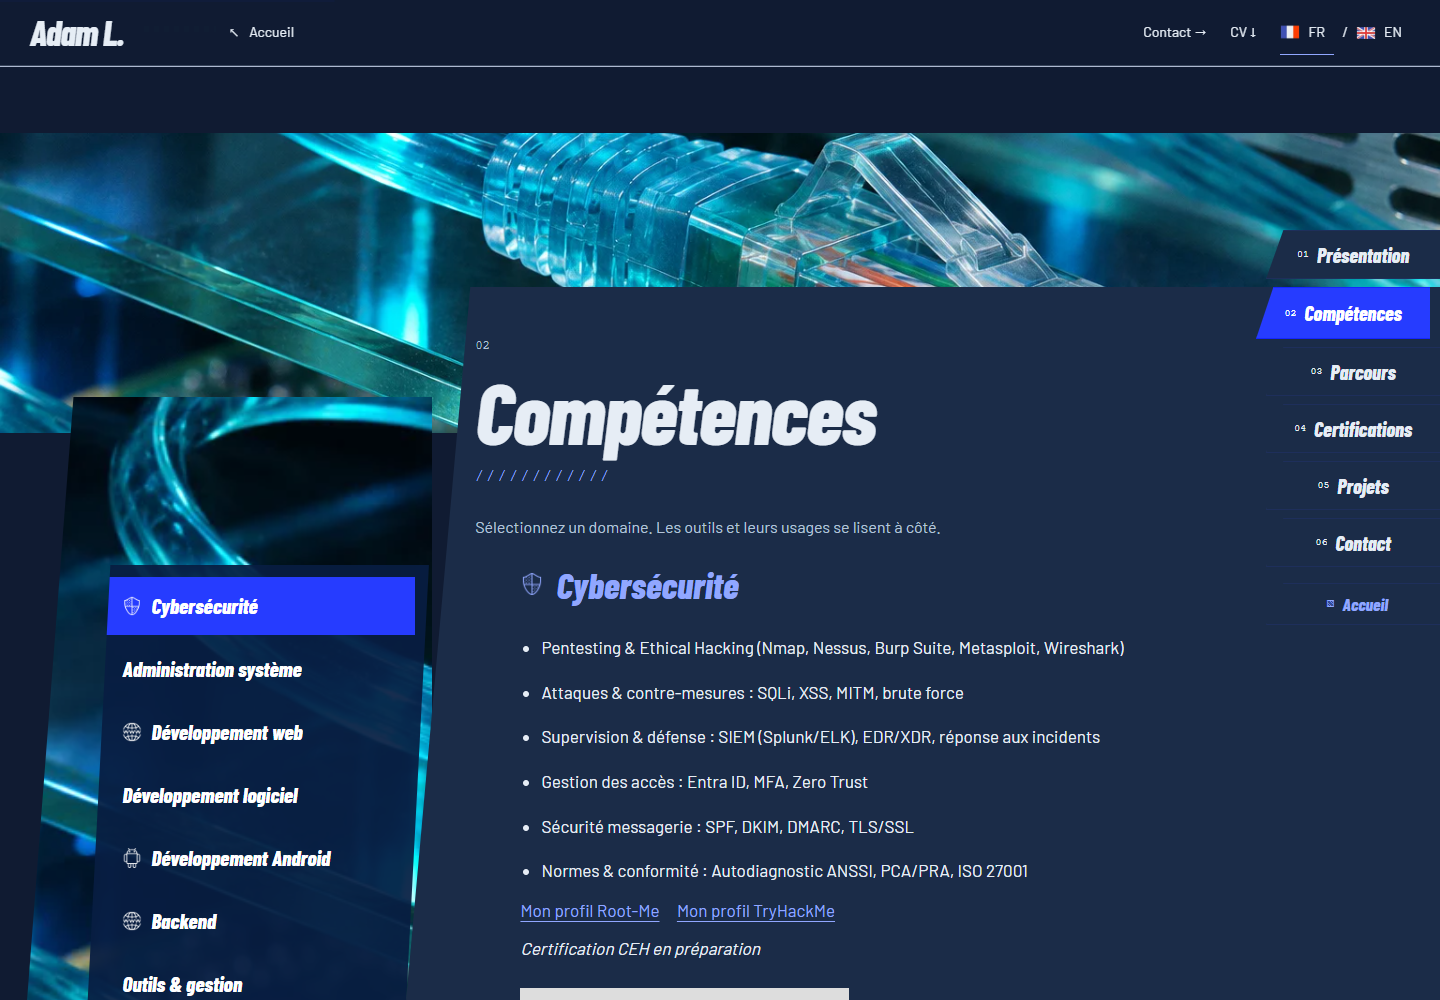 Adam L.
↖ Accueil
Contact →
CV ↓
FR / EN
01 Présentation
02 Compétences
03 Parcours
04 Certifications
05 Projets
06 Contact
Accueil
02
Compétences
////////////
Sélectionnez un domaine. Les outils et leurs usages se lisent à côté.
Cybersécurité
Administration système
Développement web
Développement logiciel
Développement Android
Backend
Outils & gestion
Cybersécurité
• Pentesting & Ethical Hacking (Nmap, Nessus, Burp Suite, Metasploit, Wireshark)
• Attaques & contre-mesures : SQLi, XSS, MITM, brute force
• Supervision & défense : SIEM (Splunk/ELK), EDR/XDR, réponse aux incidents
• Gestion des accès : Entra ID, MFA, Zero Trust
• Sécurité messagerie : SPF, DKIM, DMARC, TLS/SSL
• Normes & conformité : Autodiagnostic ANSSI, PCA/PRA, ISO 27001
Mon profil Root-Me Mon profil TryHackMe
Certification CEH en préparation